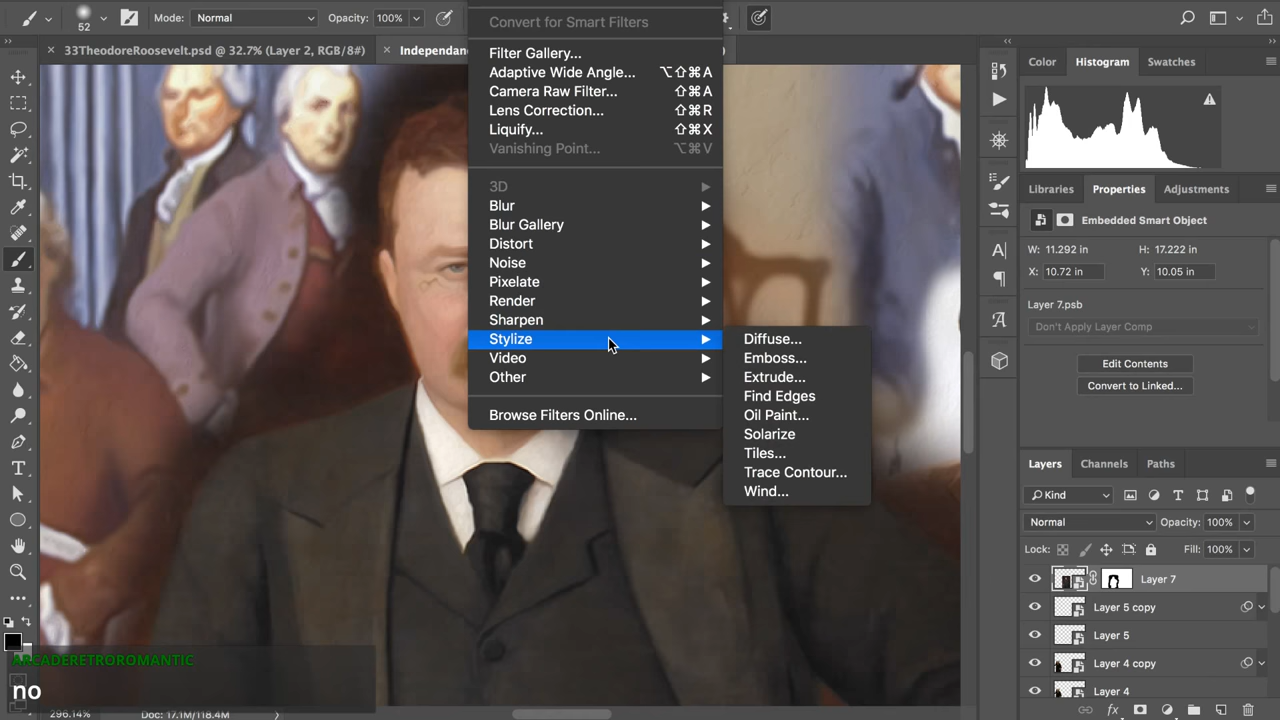 52
Mode: Normal
Opacity: 100%
33TheodoreRoosevelt.psd @ 32.7% (Layer 2, RGB/8#)
Convert for Smart Filters
Filter Gallery...
Adaptive Wide Angle... ⌥⇧⌘A
Camera Raw Filter... ⇧⌘A
Lens Correction... ⇧⌘R
Liquify... ⇧⌘X
Vanishing Point... ⌥⌘V
3D
Blur
Blur Gallery
Distort
Noise
Pixelate
Render
Sharpen
Stylize
Video
Other
Browse Filters Online...
Diffuse...
Emboss...
Extrude...
Find Edges
Oil Paint...
Solarize
Tiles...
Trace Contour...
Wind...
Color Histogram Swatches
Libraries Properties Adjustments
Embedded Smart Object
W: 11.292 in H: 17.222 in
X: 10.72 in Y: 10.05 in
Layer 7.psb
Don't Apply Layer Comp
Edit Contents
Convert to Linked...
Layers Channels Paths
Kind
Normal Opacity: 100%
Lock: Fill: 100%
Layer 7
Layer 5 copy
Layer 5
Layer 4 copy
Layer 4
fx
ARCADERETROROMANTIC
no
296.14% Doc: 17.1M/118.4M